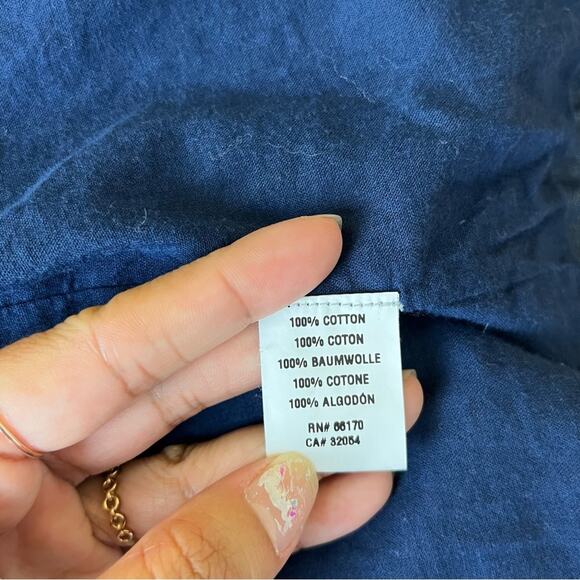 100% COTTON
100% COTON
100% BAUMWOLLE
100% COTONE
100% ALGODÓN
RN# 66170
CA# 32054